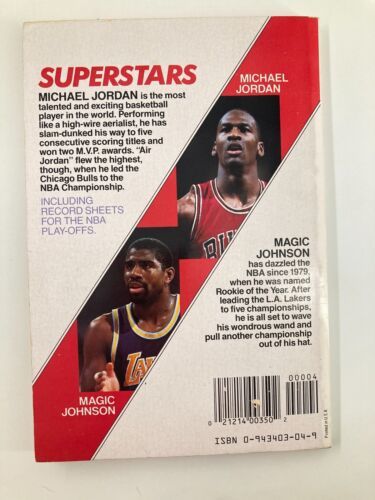 SUPERSTARS
MICHAEL JORDAN is the most
talented and exciting basketball
player in the world. Performing
like a high-wire aerialist, he has
slam-dunked his way to five
consecutive scoring titles and
won two M.V.P. awards. “Air
Jordan” flew the highest,
though, when he led the
Chicago Bulls to the
NBA Championship.
INCLUDING
RECORD SHEETS
FOR THE NBA
PLAY-OFFS.
MICHAEL
JORDAN
BULLS
MAGIC
JOHNSON
has dazzled the
NBA since 1979,
when he was named
Rookie of the Year. After
leading the L.A. Lakers
to five championships,
he is all set to wave
his wondrous wand and
pull another championship
out of his hat.
LAK
MAGIC
JOHNSON
00004
0 21214 00350 2
ISBN 0-943403-04-9
Printed in U.S.A.